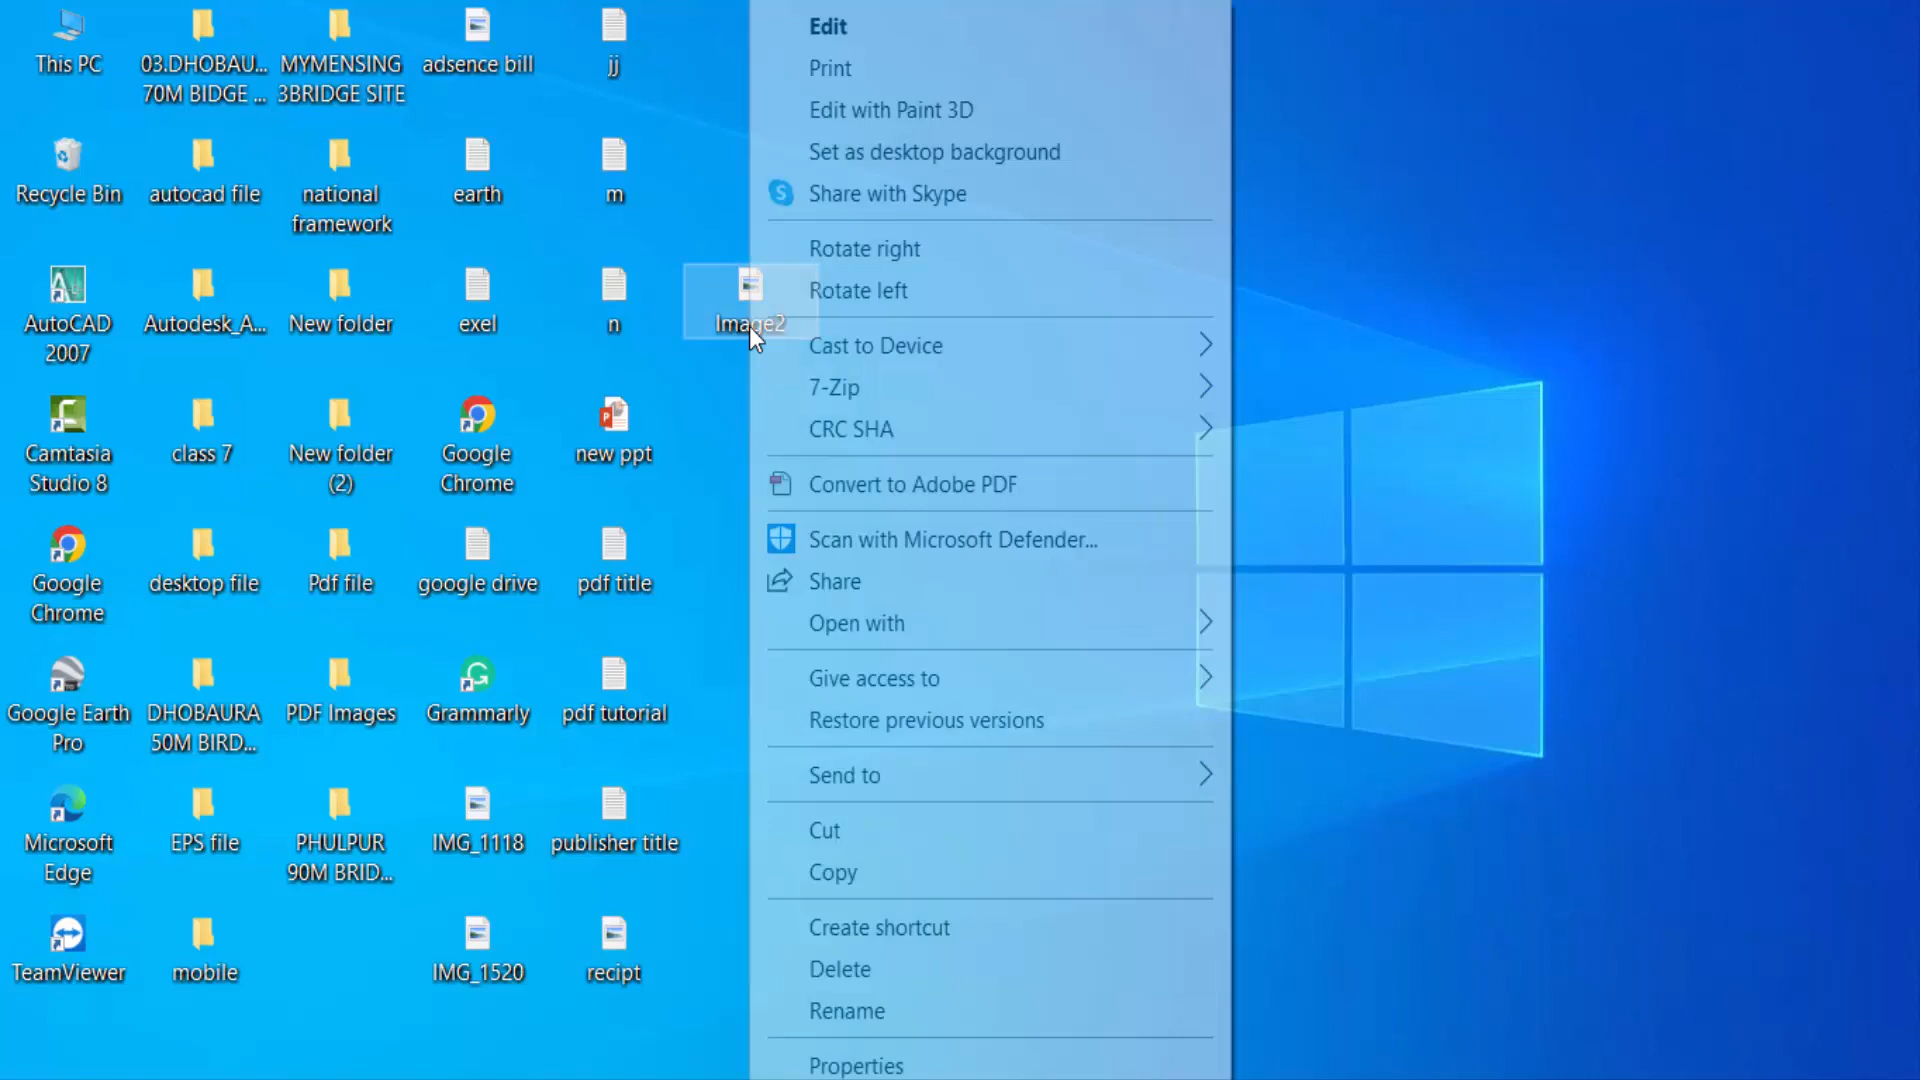 This PC
03.DHOBAU...
70M BIDGE ...
MYMENSING
3BRIDGE SITE
adsence bill
jj
Recycle Bin
autocad file
national
framework
earth
m
AutoCAD
2007
Autodesk_A...
New folder
exel
n
Image2
Camtasia
Studio 8
class 7
New folder
(2)
Google
Chrome
new ppt
Google
Chrome
desktop file
Pdf file
google drive
pdf title
Google Earth
Pro
DHOBAURA
50M BIRD...
PDF Images
Grammarly
pdf tutorial
Microsoft
Edge
EPS file
PHULPUR
90M BRID...
IMG_1118
publisher title
TeamViewer
mobile
IMG_1520
recipt
Edit
Print
Edit with Paint 3D
Set as desktop background
Share with Skype
Rotate right
Rotate left
Cast to Device
7-Zip
CRC SHA
Convert to Adobe PDF
Scan with Microsoft Defender...
Share
Open with
Give access to
Restore previous versions
Send to
Cut
Copy
Create shortcut
Delete
Rename
Properties